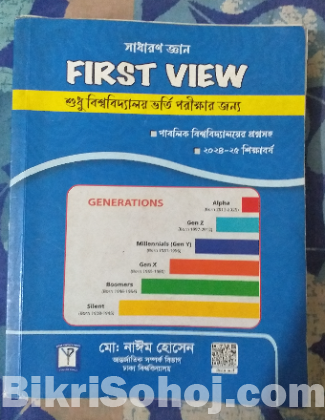 সাধারণ জ্ঞান
FIRST VIEW
শুধু বিশ্ববিদ্যালয় ভর্তি পরীক্ষার জন্য
পাবলিক বিশ্ববিদ্যালয়ের প্রশ্নসহ
২০২৪-২৫ শিক্ষাবর্ষ
GENERATIONS
Alpha
Gen Z
Millennials (Gen Y)
Gen X
Boomers
Silent
মো: নাঈম হোসেন
আন্তর্জাতিক সম্পর্ক বিভাগ
ঢাকা বিশ্ববিদ্যালয়
BikriSohoj.com